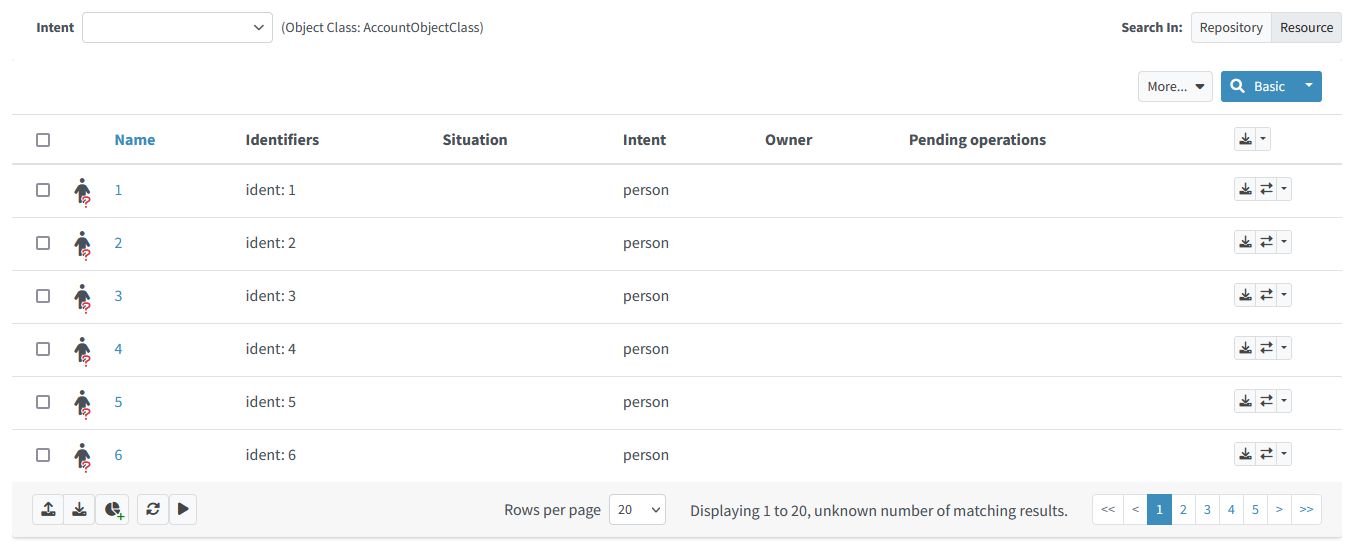 Intent (Object Class: AccountObjectClass) Search In: Repository Resource
More... Basic
Name Identifiers Situation Intent Owner Pending operations
1 ident: 1 person
2 ident: 2 person
3 ident: 3 person
4 ident: 4 person
5 ident: 5 person
6 ident: 6 person
Rows per page 20 Displaying 1 to 20, unknown number of matching results. << < 1 2 3 4 5 > >>